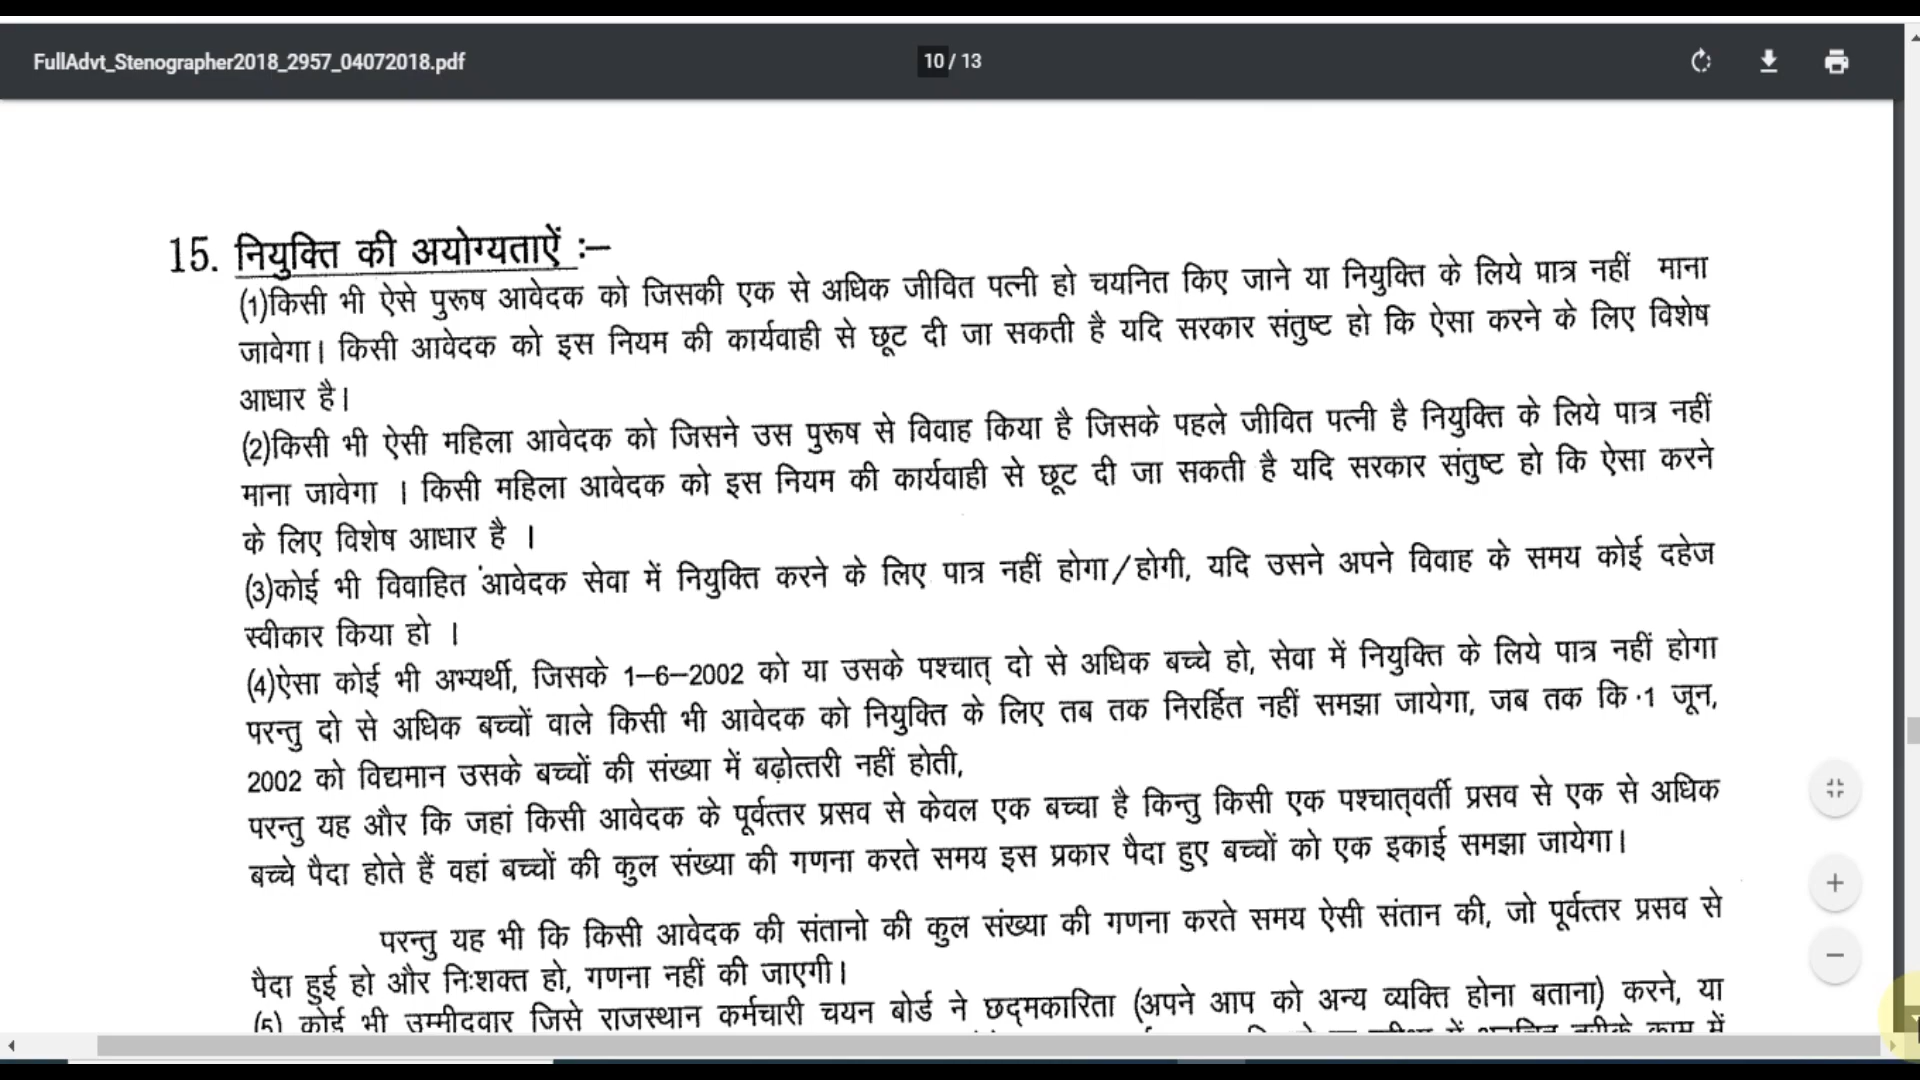 FullAdvt_Stenographer2018_2957_04072018.pdf
10 / 13
15. नियुक्ति की अयोग्यताऐं :–
(1)किसी भी ऐसे पुरूष आवेदक को जिसकी एक से अधिक जीवित पत्नी हो चयनित किए जाने या नियुक्ति के लिये पात्र नहीं माना
जावेगा। किसी आवेदक को इस नियम की कार्यवाही से छूट दी जा सकती है यदि सरकार संतुष्ट हो कि ऐसा करने के लिए विशेष
आधार है।
(2)किसी भी ऐसी महिला आवेदक को जिसने उस पुरूष से विवाह किया है जिसके पहले जीवित पत्नी है नियुक्ति के लिये पात्र नहीं
माना जावेगा । किसी महिला आवेदक को इस नियम की कार्यवाही से छूट दी जा सकती है यदि सरकार संतुष्ट हो कि ऐसा करने
के लिए विशेष आधार है ।
(3)कोई भी विवाहित आवेदक सेवा में नियुक्ति करने के लिए पात्र नहीं होगा/होगी, यदि उसने अपने विवाह के समय कोई दहेज
स्वीकार किया हो ।
(4)ऐसा कोई भी अभ्यर्थी, जिसके 1–6–2002 को या उसके पश्चात् दो से अधिक बच्चे हो, सेवा में नियुक्ति के लिये पात्र नहीं होगा
परन्तु दो से अधिक बच्चों वाले किसी भी आवेदक को नियुक्ति के लिए तब तक निरर्हित नहीं समझा जायेगा, जब तक कि 1 जून,
2002 को विद्यमान उसके बच्चों की संख्या में बढ़ोत्तरी नहीं होती,
परन्तु यह और कि जहां किसी आवेदक के पूर्वत्तर प्रसव से केवल एक बच्चा है किन्तु किसी एक पश्चात्‌वर्ती प्रसव से एक से अधिक
बच्चे पैदा होते हैं वहां बच्चों की कुल संख्या की गणना करते समय इस प्रकार पैदा हुए बच्चों को एक इकाई समझा जायेगा।
परन्तु यह भी कि किसी आवेदक की संतानो की कुल संख्या की गणना करते समय ऐसी संतान की, जो पूर्वत्तर प्रसव से
पैदा हुई हो और निःशक्त हो, गणना नहीं की जाएगी।
(5) कोई भी उम्मीदवार जिसे राजस्थान कर्मचारी चयन बोर्ड ने छद्‌मकारिता (अपने आप को अन्य व्यक्ति होना बताना) करने, या